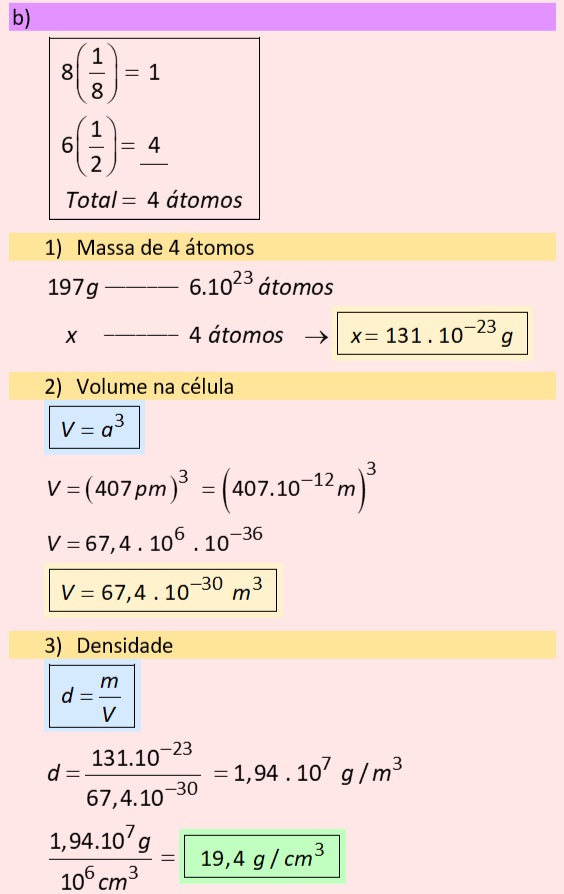 b)
8(1/8) = 1
6(1/2) = 4
Total = 4 átomos
1) Massa de 4 átomos
197g ——— 6.10^23 átomos
x ——— 4 átomos → x = 131 . 10^−23 g
2) Volume na célula
V = a^3
V = (407 pm)^3 = (407.10^−12 m)^3
V = 67,4 . 10^6 . 10^−36
V = 67,4 . 10^−30 m^3
3) Densidade
d = m/V
d = 131.10^−23 / 67,4.10^−30 = 1,94 . 10^7 g/m^3
1,94.10^7 g / 10^6 cm^3 = 19,4 g/cm^3